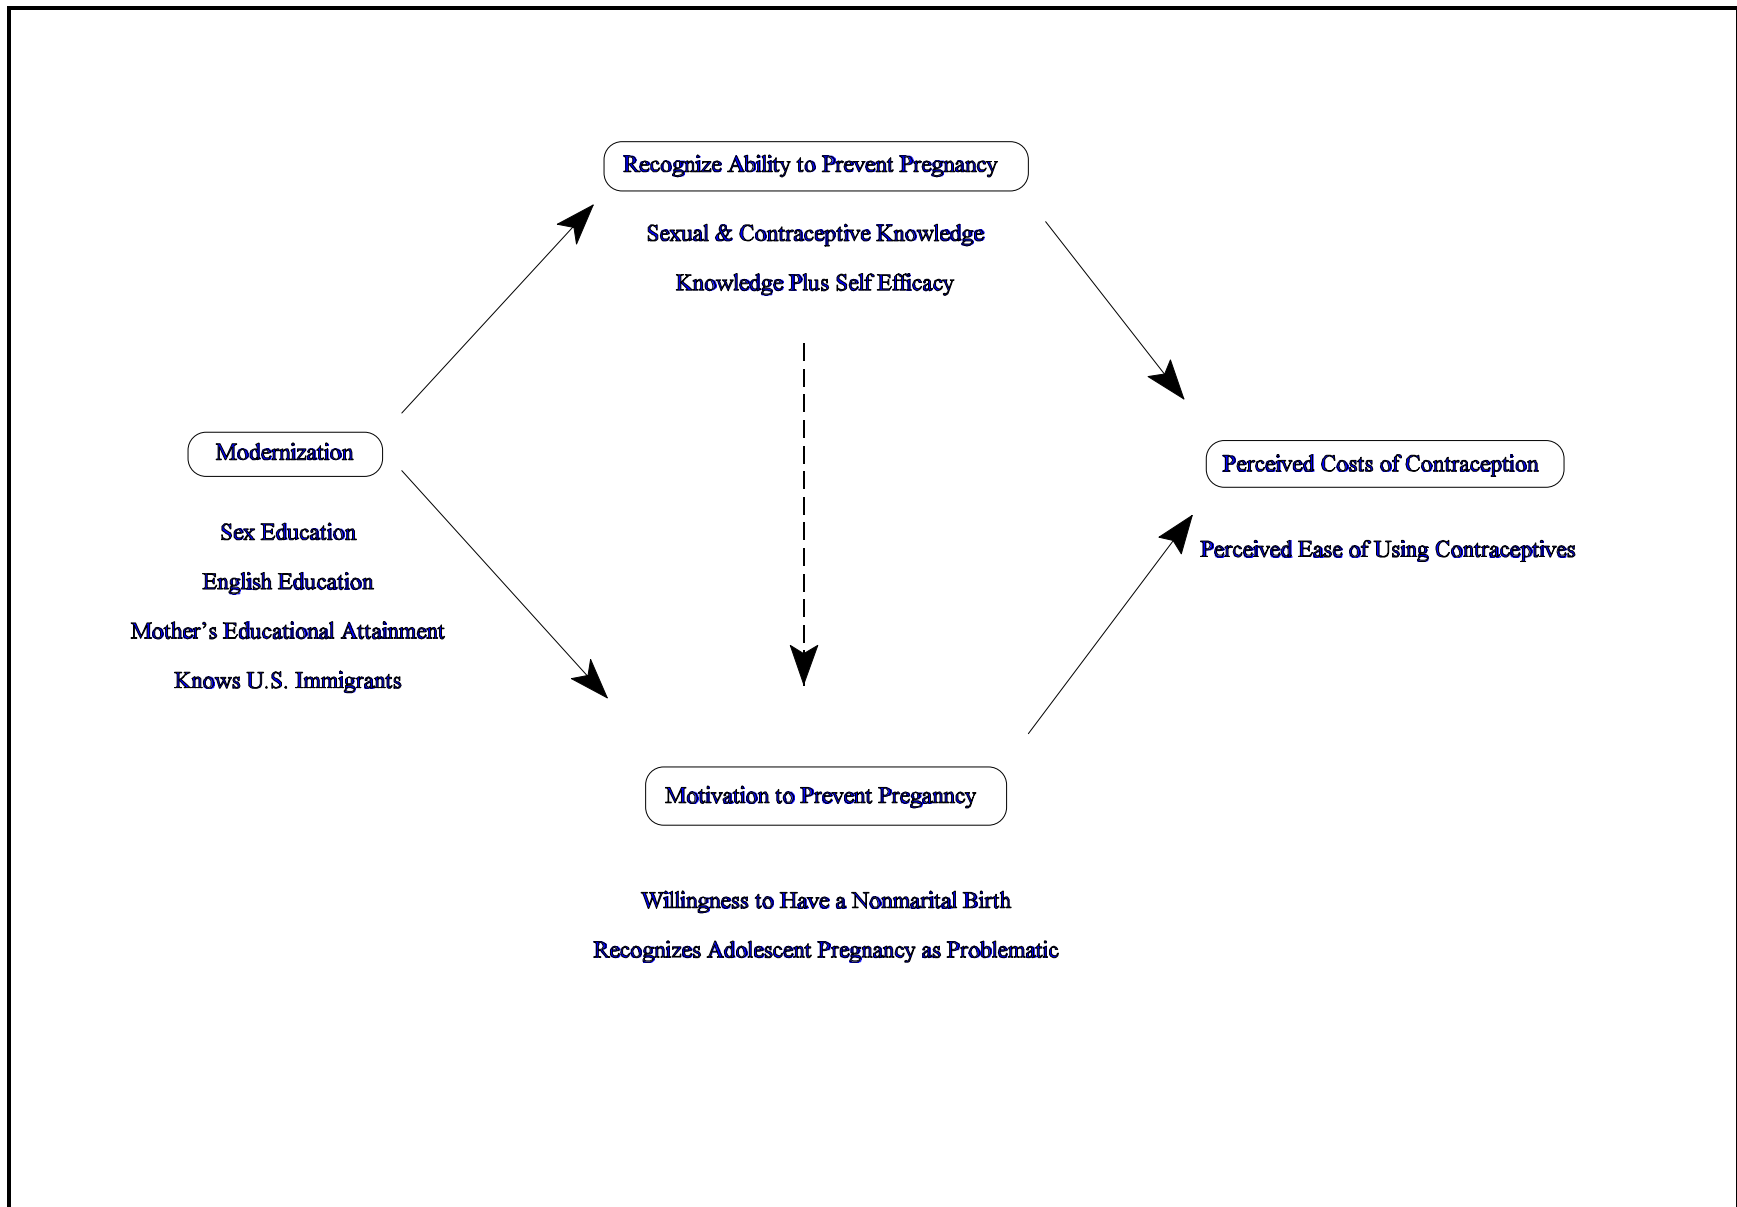 Recognize Ability to Prevent Pregnancy
Sexual & Contraceptive Knowledge
Knowledge Plus Self Efficacy
Modernization
Sex Education
English Education
Mother's Educational Attainment
Knows U.S. Immigrants
Perceived Costs of Contraception
Perceived Ease of Using Contraceptives
Motivation to Prevent Preganncy
Willingness to Have a Nonmarital Birth
Recognizes Adolescent Pregnancy as Problematic